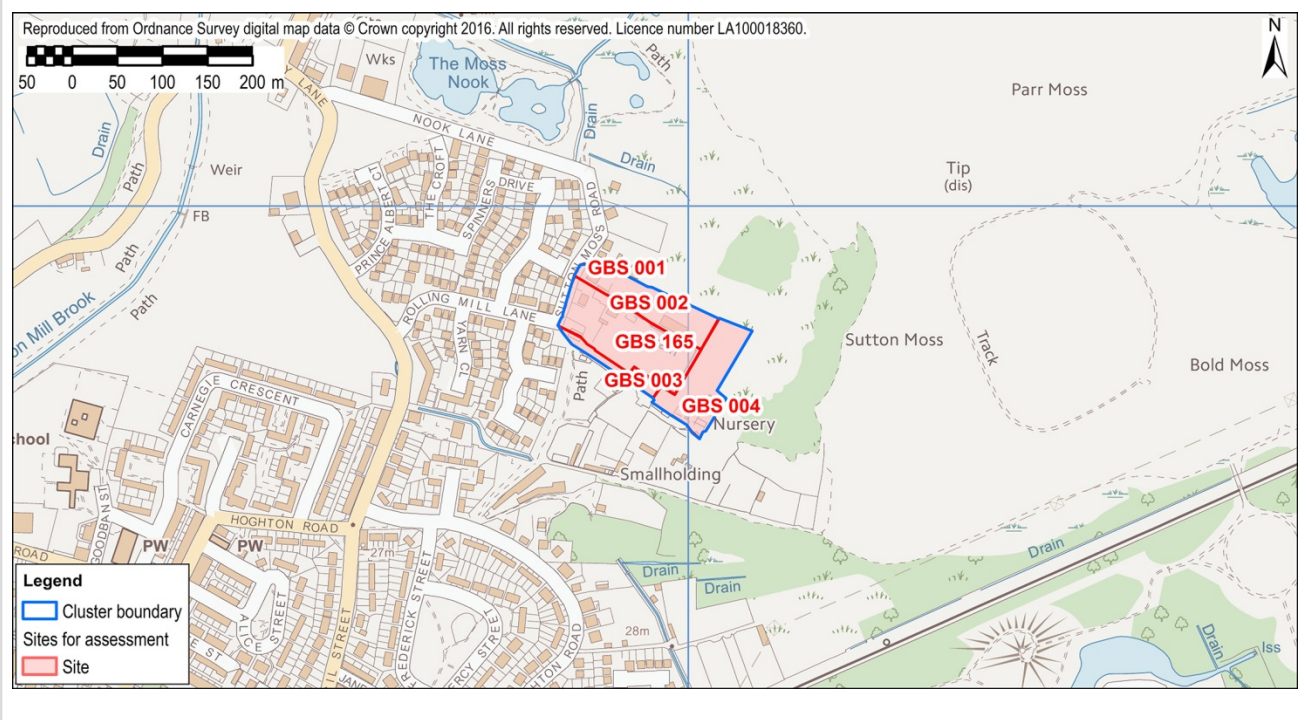 Reproduced from Ordnance Survey digital map data © Crown copyright 2016. All rights reserved. Licence number LA100018360.
50 0 50 100 150 200 m
N
Wks
The Moss
Nook
Path
Parr Moss
NOOK LANE
Drain
Drain
Path
Weir
Drain
Tip
(dis)
PRINCE ALBERT CT
THE CROFT
SPINNERS
DRIVE
SUTTON MOSS ROAD
FB
Path
Path
GBS 001
GBS 002
ROLLING MILL LANE
YARN CL
GBS 165
Sutton Moss
Track
Bold Moss
GBS 003
Path
GBS 004
Nursery
CARNEGIE CRESCENT
chool
Smallholding
GOODBAN ST
HOGHTON ROAD
ROAD
PW
PW
27m
Drain
Drain
Drain
FREDERICK STREET
ALICE STREET
28m
HTON ROAD
Drain
Iss
Legend
Cluster boundary
Sites for assessment
Site